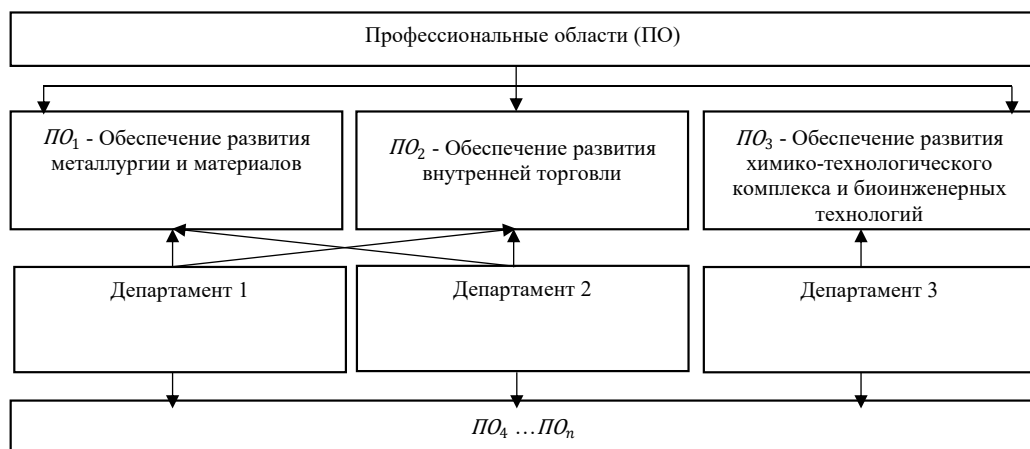 Профессиональные области (ПО)
ПО₁ - Обеспечение развития
металлургии и материалов
ПО₂ - Обеспечение развития
внутренней торговли
ПО₃ - Обеспечение развития
химико-технологического
комплекса и биоинженерных
технологий
Департамент 1
Департамент 2
Департамент 3
ПО₄ …ПОₙ